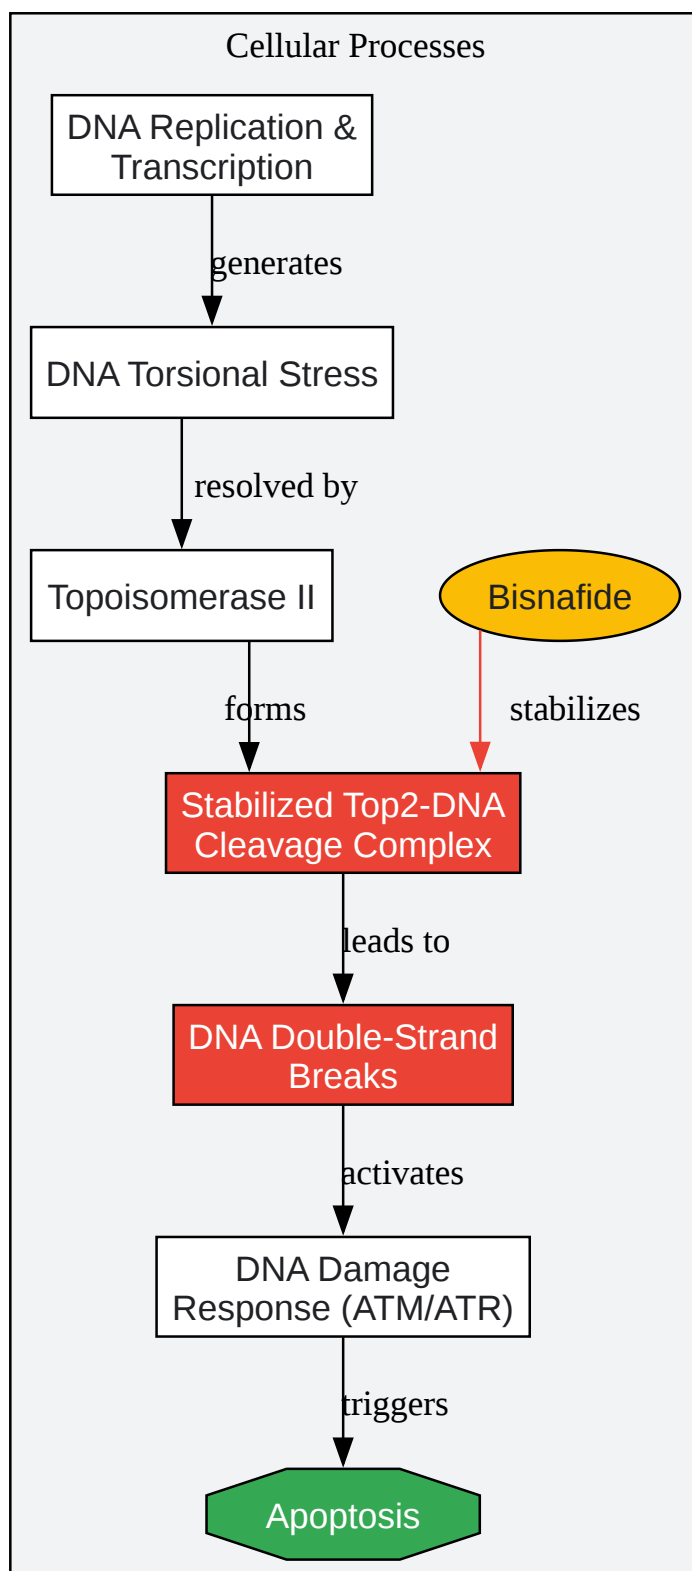 Cellular Processes
DNA Replication &
Transcription
generates
DNA Torsional Stress
resolved by
Topoisomerase II
Bisnafide
forms
stabilizes
Stabilized Top2-DNA
Cleavage Complex
leads to
DNA Double-Strand
Breaks
activates
DNA Damage
Response (ATM/ATR)
triggers
Apoptosis